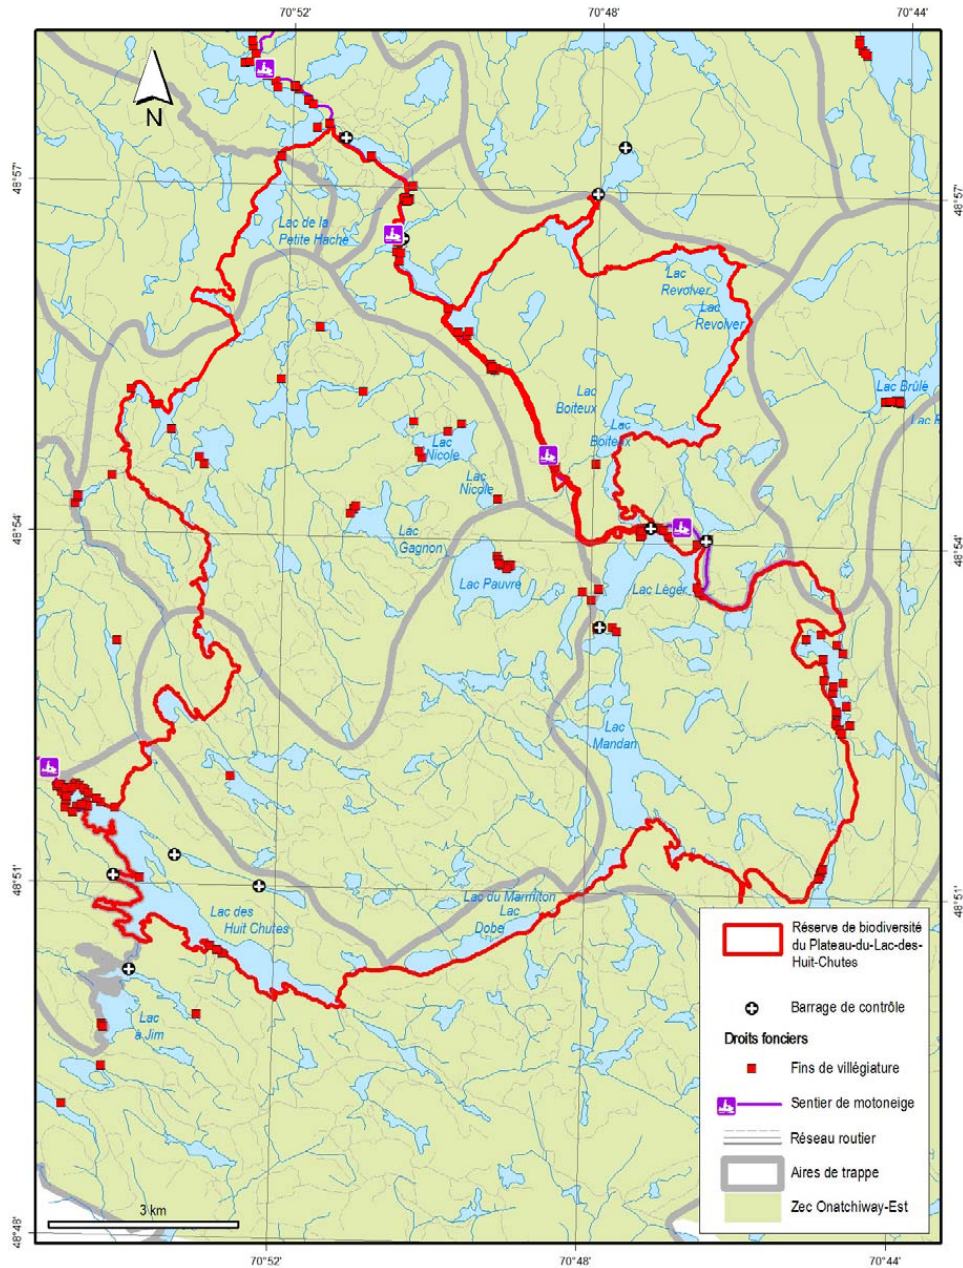 70°52'
70°48'
70°44'
N
48°57'
48°57'
Lac de la
Petite Hache
Lac
Revolver
Lac
Revolver
Lac Brûlé
Lac
Boiteux
Lac
Boiteux
Lac
Nicole
Lac
Nicole
48°54'
48°54'
Lac
Gagnon
Lac Pauvre
Lac Léger
Lac
Mandan
48°51'
48°51'
Lac du Marmiton
Lac
Dobe
Lac des
Huit Chutes
Lac
à Jim
Réserve de biodiversité
du Plateau-du-Lac-des-
Huit-Chutes
Barrage de contrôle
Droits fonciers
Fins de villégiature
Sentier de motoneige
Réseau routier
Aires de trappe
Zec Onatchiway-Est
3 km
48°48'
70°52'
70°48'
70°44'